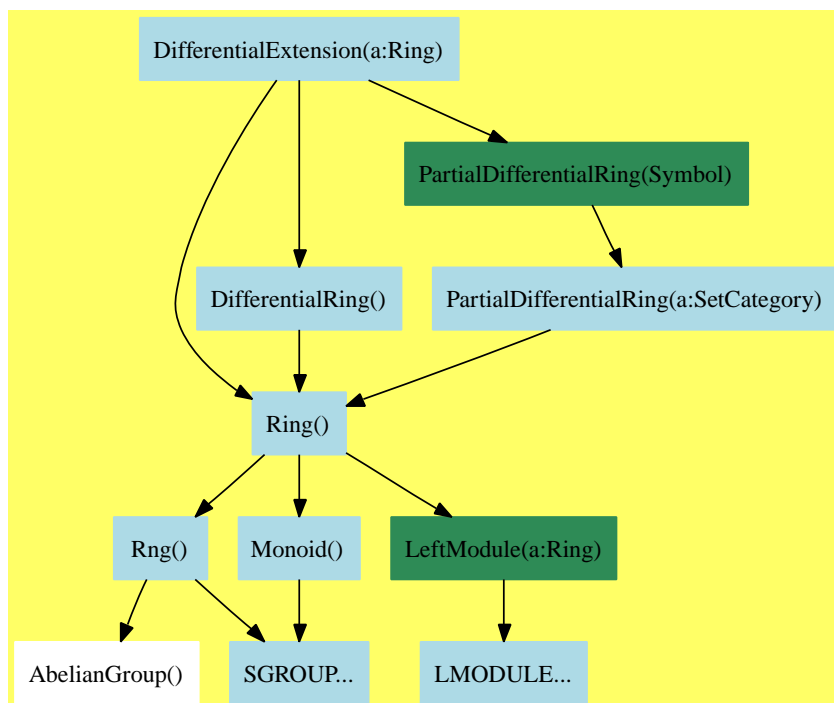 DifferentialExtension(a:Ring)
PartialDifferentialRing(Symbol)
DifferentialRing()
PartialDifferentialRing(a:SetCategory)
Ring()
Rng()
Monoid()
LeftModule(a:Ring)
AbelianGroup()
SGROUP...
LMODULE...